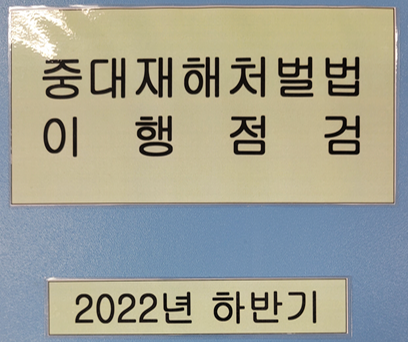 중대재해처벌법
이 행 점 검
2022년 하반기